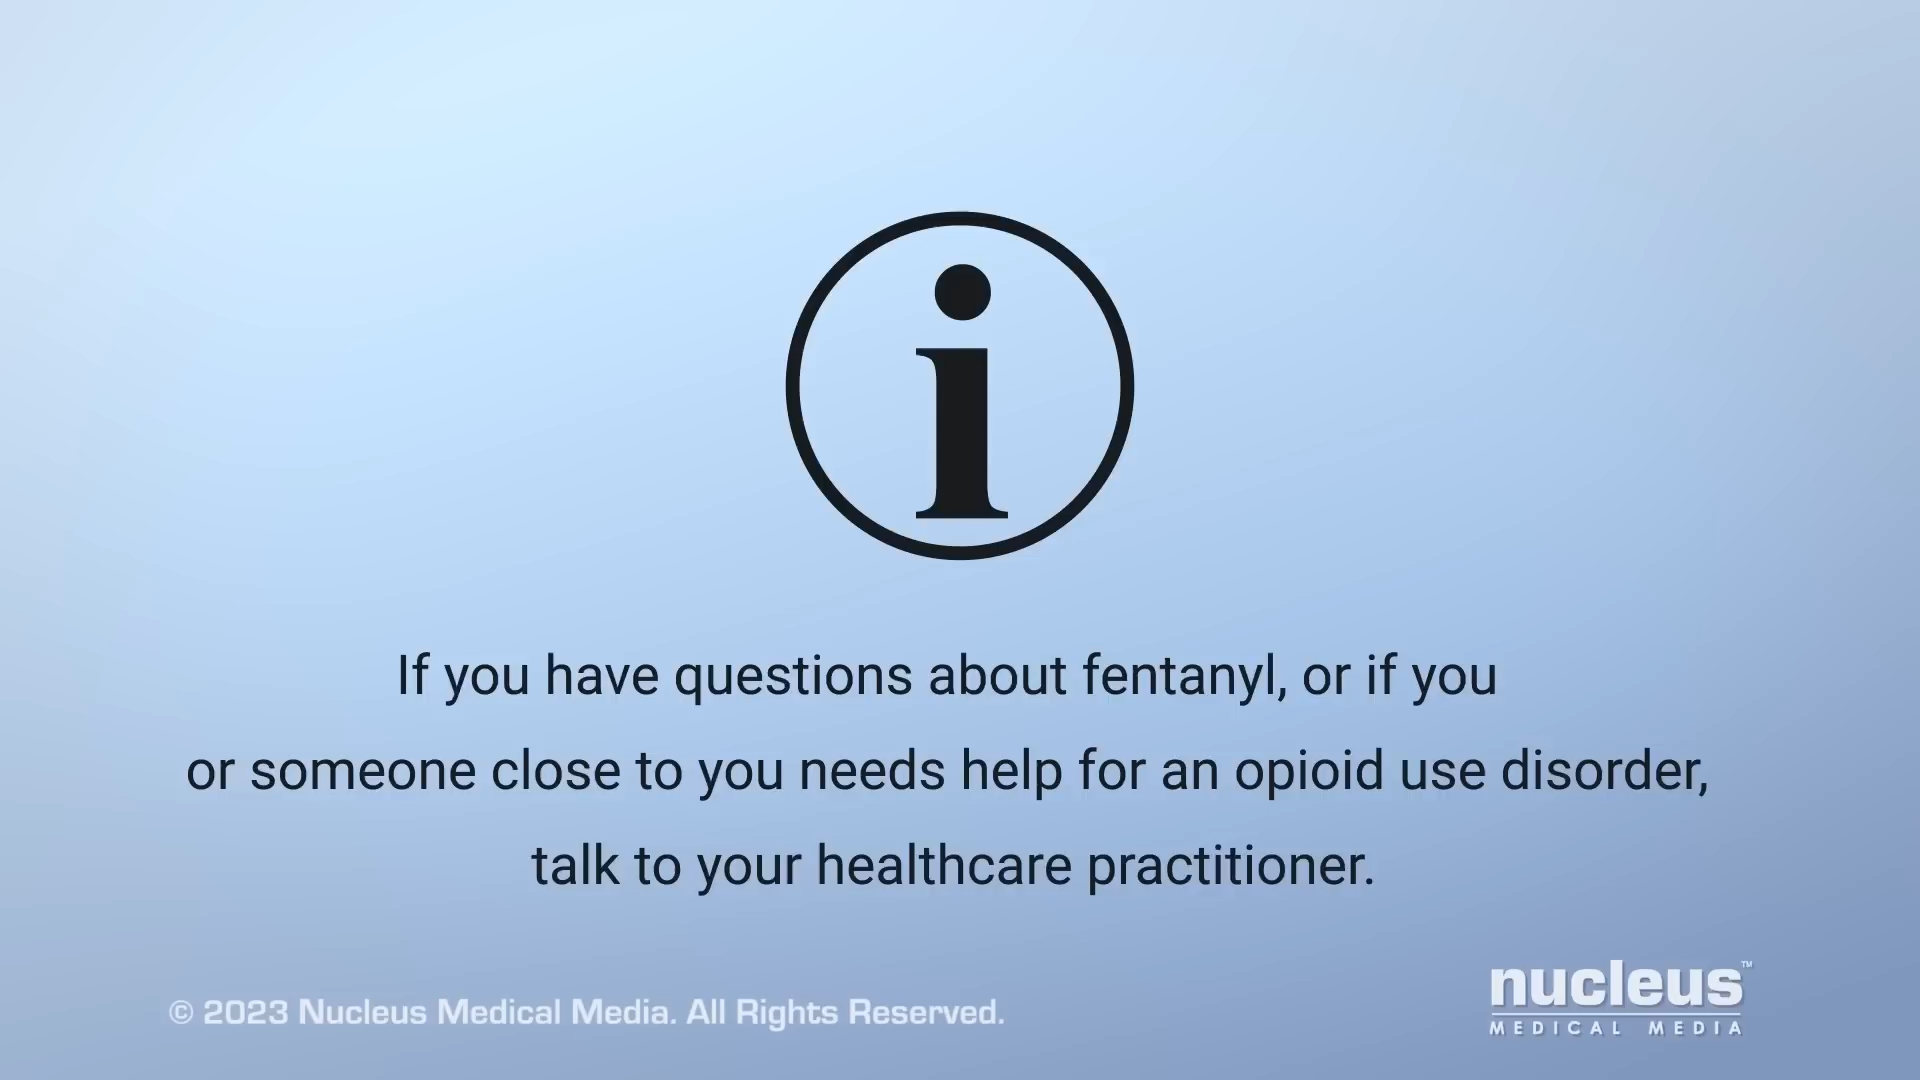 i
If you have questions about fentanyl, or if you
or someone close to you needs help for an opioid use disorder,
talk to your healthcare practitioner.
© 2023 Nucleus Medical Media. All Rights Reserved.
nucleus™
MEDICAL MEDIA